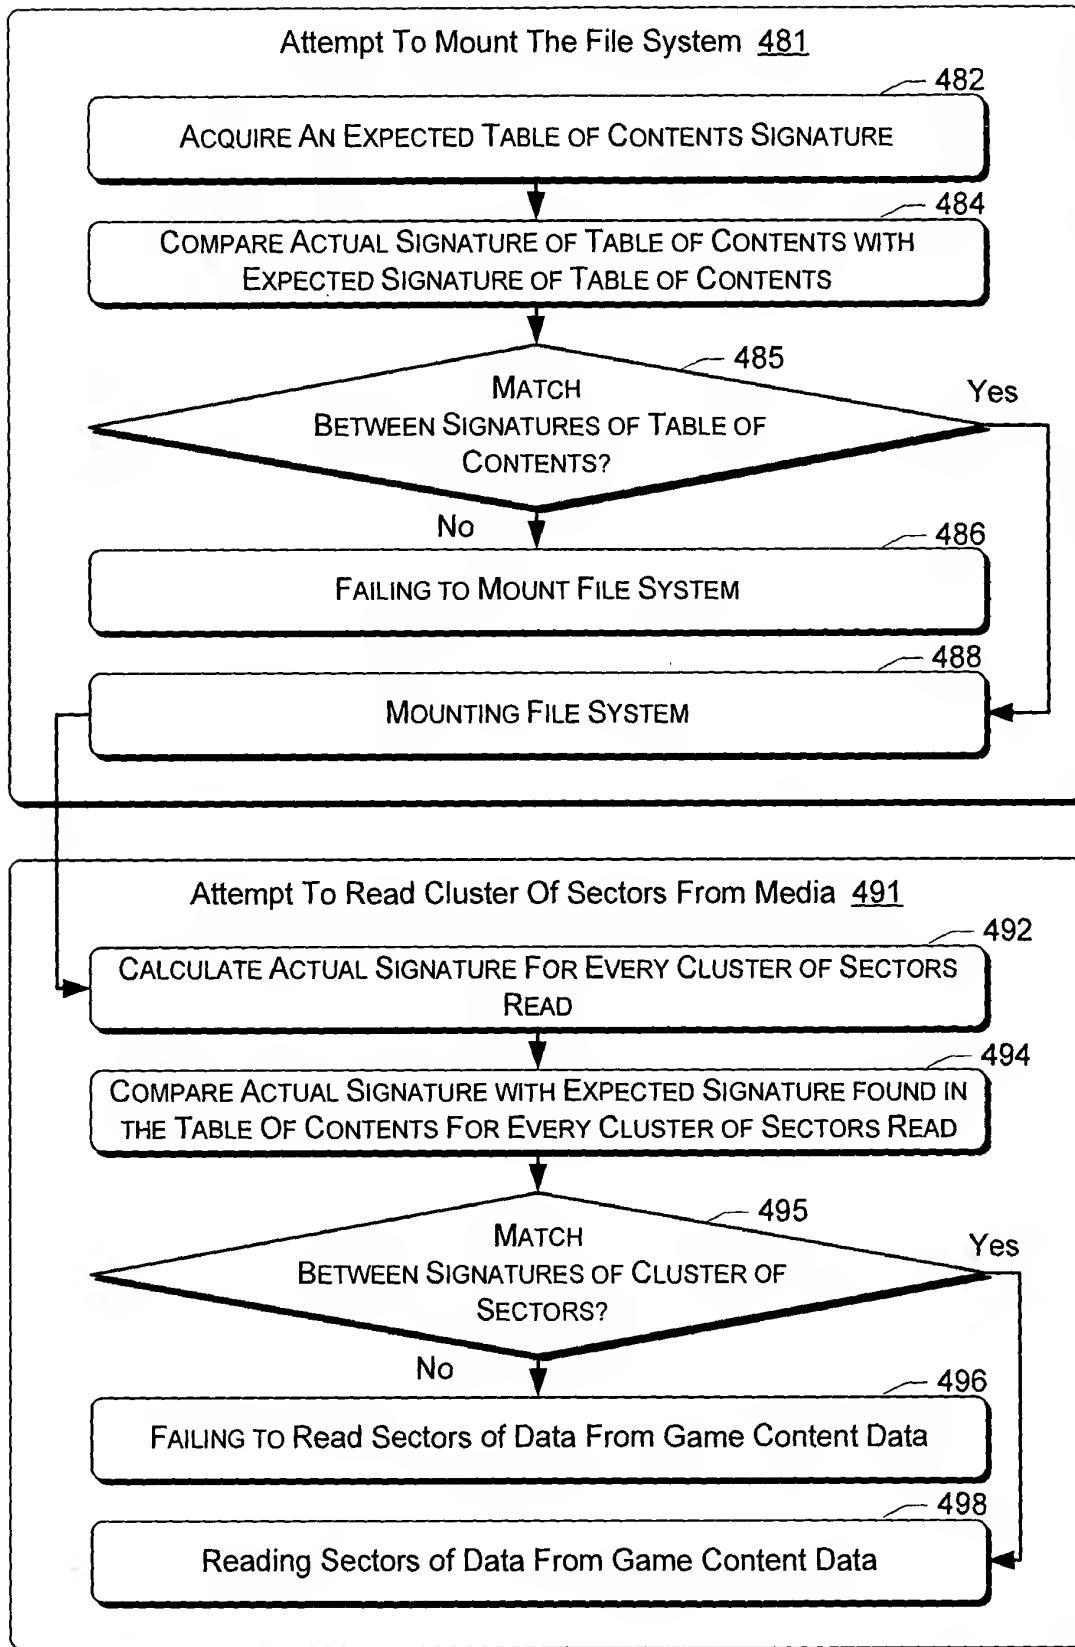 Attempt To Mount The File System 481
482
ACQUIRE AN EXPECTED TABLE OF CONTENTS SIGNATURE
484
COMPARE ACTUAL SIGNATURE OF TABLE OF CONTENTS WITH
EXPECTED SIGNATURE OF TABLE OF CONTENTS
485
MATCH
BETWEEN SIGNATURES OF TABLE OF
CONTENTS?
Yes
No
486
FAILING TO MOUNT FILE SYSTEM
488
MOUNTING FILE SYSTEM
Attempt To Read Cluster Of Sectors From Media 491
492
CALCULATE ACTUAL SIGNATURE FOR EVERY CLUSTER OF SECTORS
READ
494
COMPARE ACTUAL SIGNATURE WITH EXPECTED SIGNATURE FOUND IN
THE TABLE OF CONTENTS FOR EVERY CLUSTER OF SECTORS READ
495
MATCH
BETWEEN SIGNATURES OF CLUSTER OF
SECTORS?
Yes
No
496
FAILING TO Read Sectors of Data From Game Content Data
498
Reading Sectors of Data From Game Content Data